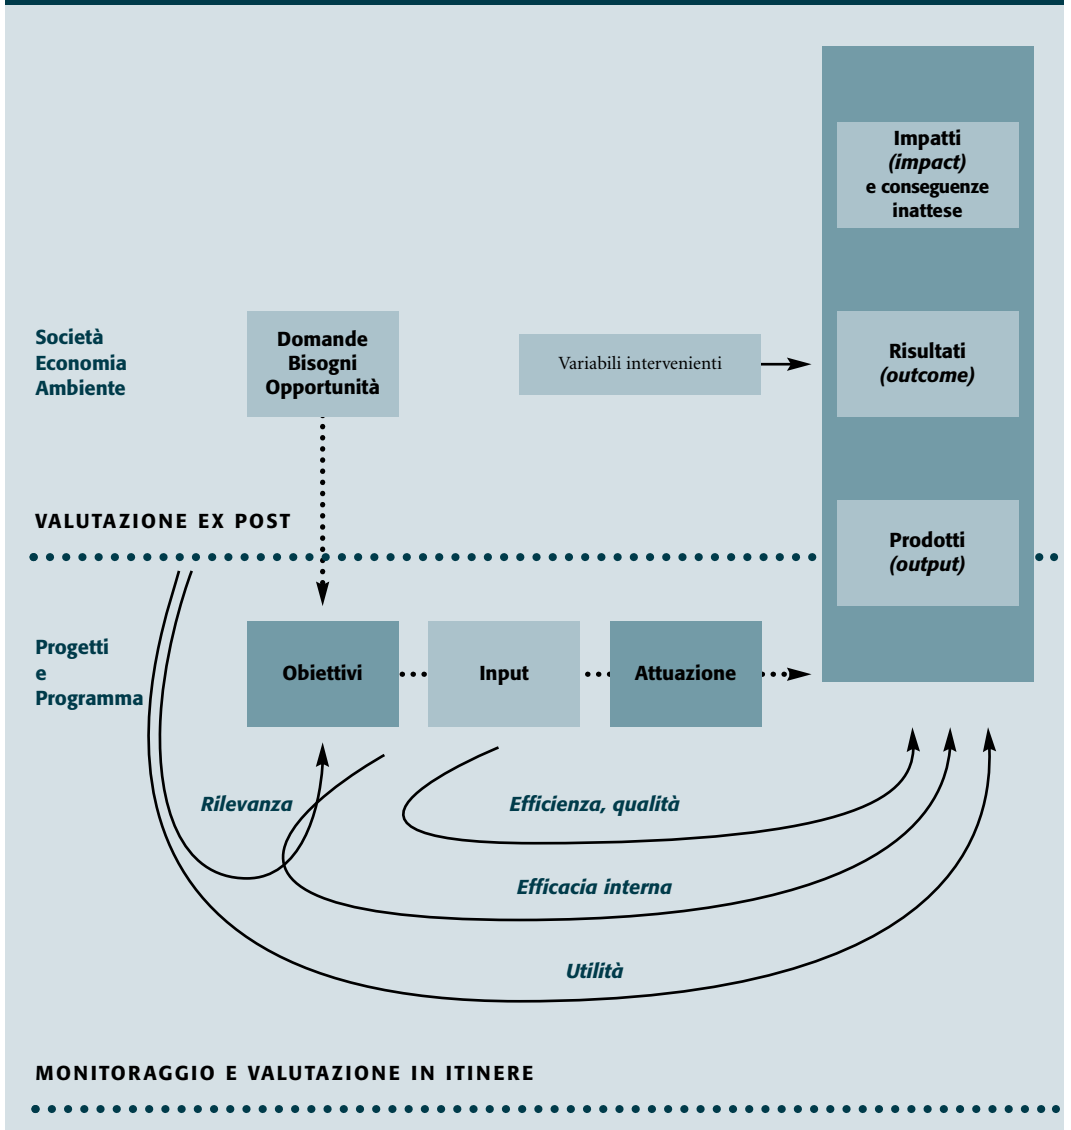 Impatti
(impact)
e conseguenze
inattese
Società
Economia
Ambiente
Domande
Bisogni
Opportunità
Variabili intervenienti
Risultati
(outcome)
VALUTAZIONE EX POST
Prodotti
(output)
Progetti
e
Programma
Obiettivi
Input
Attuazione
Rilevanza
Efficienza, qualità
Efficacia interna
Utilità
MONITORAGGIO E VALUTAZIONE IN ITINERE